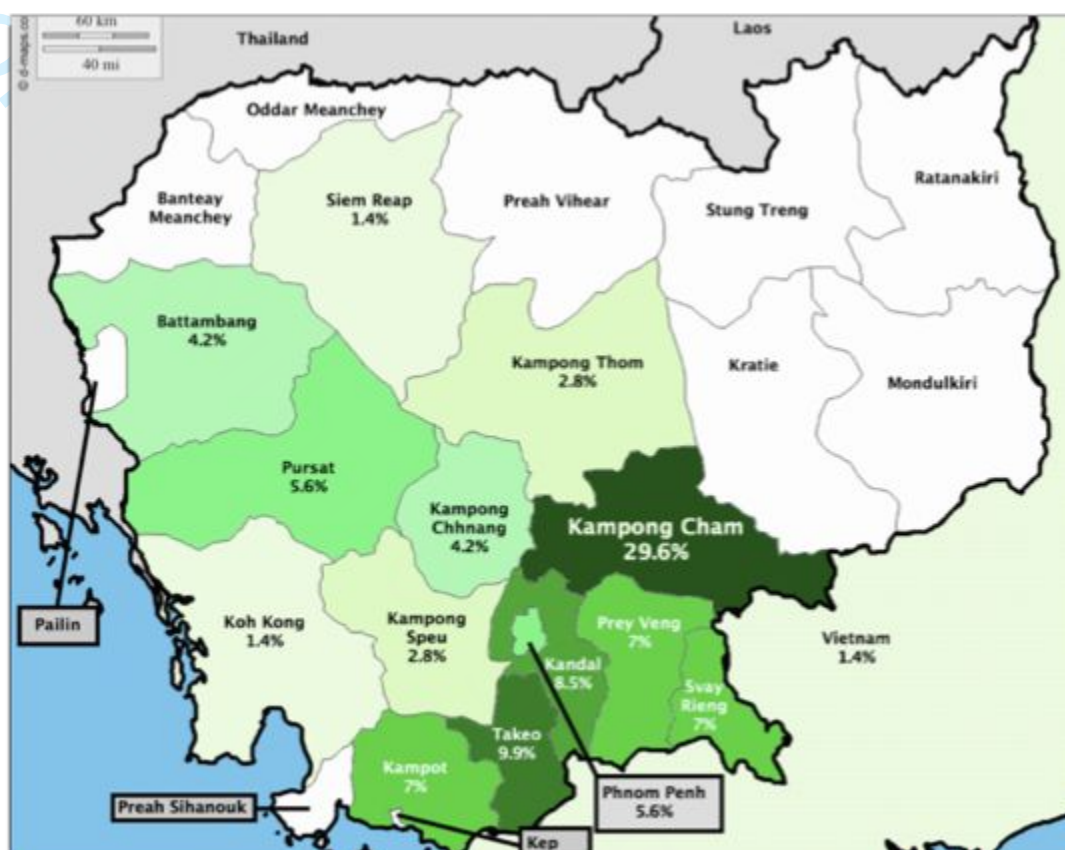 60 km
40 mi
© d-maps.co
Thailand
Laos
Oddar Meanchey
Banteay
Meanchey
Siem Reap
1.4%
Preah Vihear
Stung Treng
Ratanakiri
Battambang
4.2%
Kampong Thom
2.8%
Kratie
Mondulkiri
Pursat
5.6%
Kampong
Chhnang
4.2%
Kampong Cham
29.6%
Pailin
Koh Kong
1.4%
Kampong
Speu
2.8%
Prey Veng
7%
Vietnam
1.4%
Kandal
8.5%
Svay
Rieng
7%
Takeo
9.9%
Kampot
7%
Phnom Penh
5.6%
Preah Sihanouk
Kep